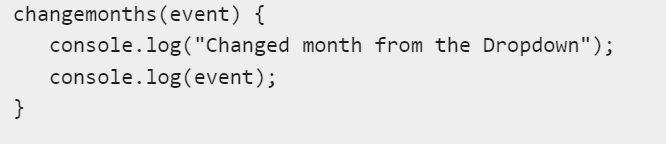 changemonths(event) {
   console.log("Changed month from the Dropdown");
   console.log(event);
}